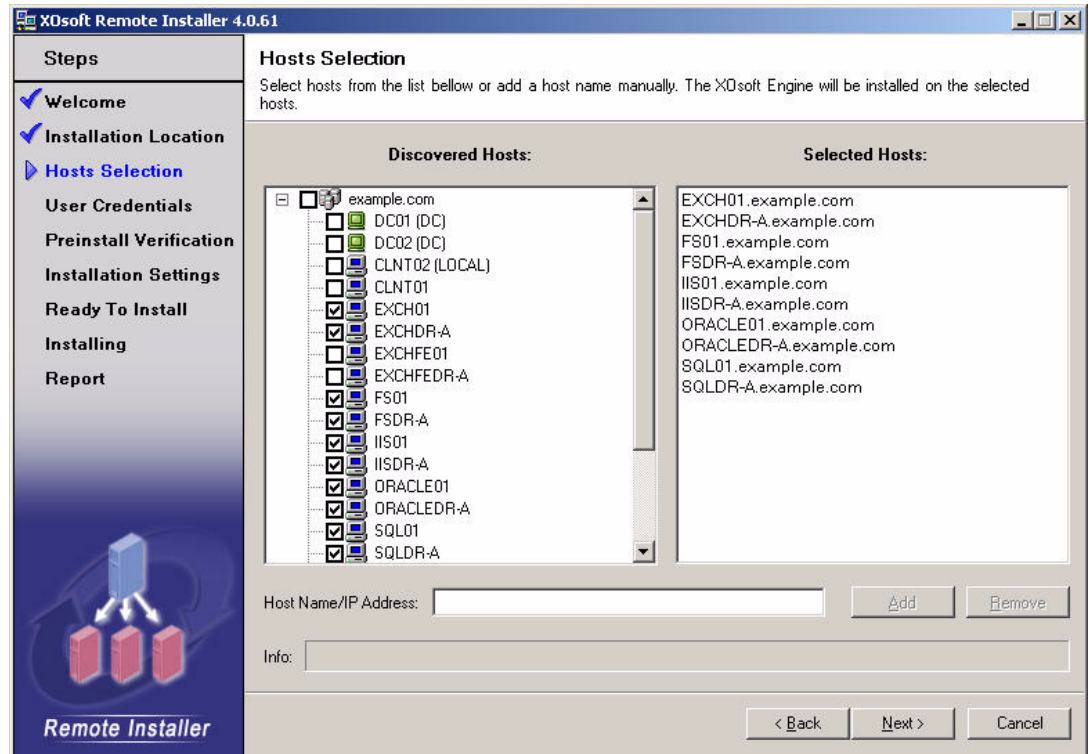 XOsoft Remote Installer 4.0.61
Steps
Welcome
Installation Location
Hosts Selection
User Credentials
Preinstall Verification
Installation Settings
Ready To Install
Installing
Report
Remote Installer
Hosts Selection
Select hosts from the list bellow or add a host name manually. The XOsoft Engine will be installed on the selected
hosts.
Discovered Hosts:
example.com
DC01 (DC)
DC02 (DC)
CLNT02 (LOCAL)
CLNT01
EXCH01
EXCHDR-A
EXCHFE01
EXCHFEDR-A
FS01
FSDR-A
IIS01
IISDR-A
ORACLE01
ORACLEDR-A
SQL01
SQLDR-A
Selected Hosts:
EXCH01.example.com
EXCHDR-A.example.com
FS01.example.com
FSDR-A.example.com
IIS01.example.com
IISDR-A.example.com
ORACLE01.example.com
ORACLEDR-A.example.com
SQL01.example.com
SQLDR-A.example.com
Host Name/IP Address:
Add
Remove
Info:
< Back
Next >
Cancel